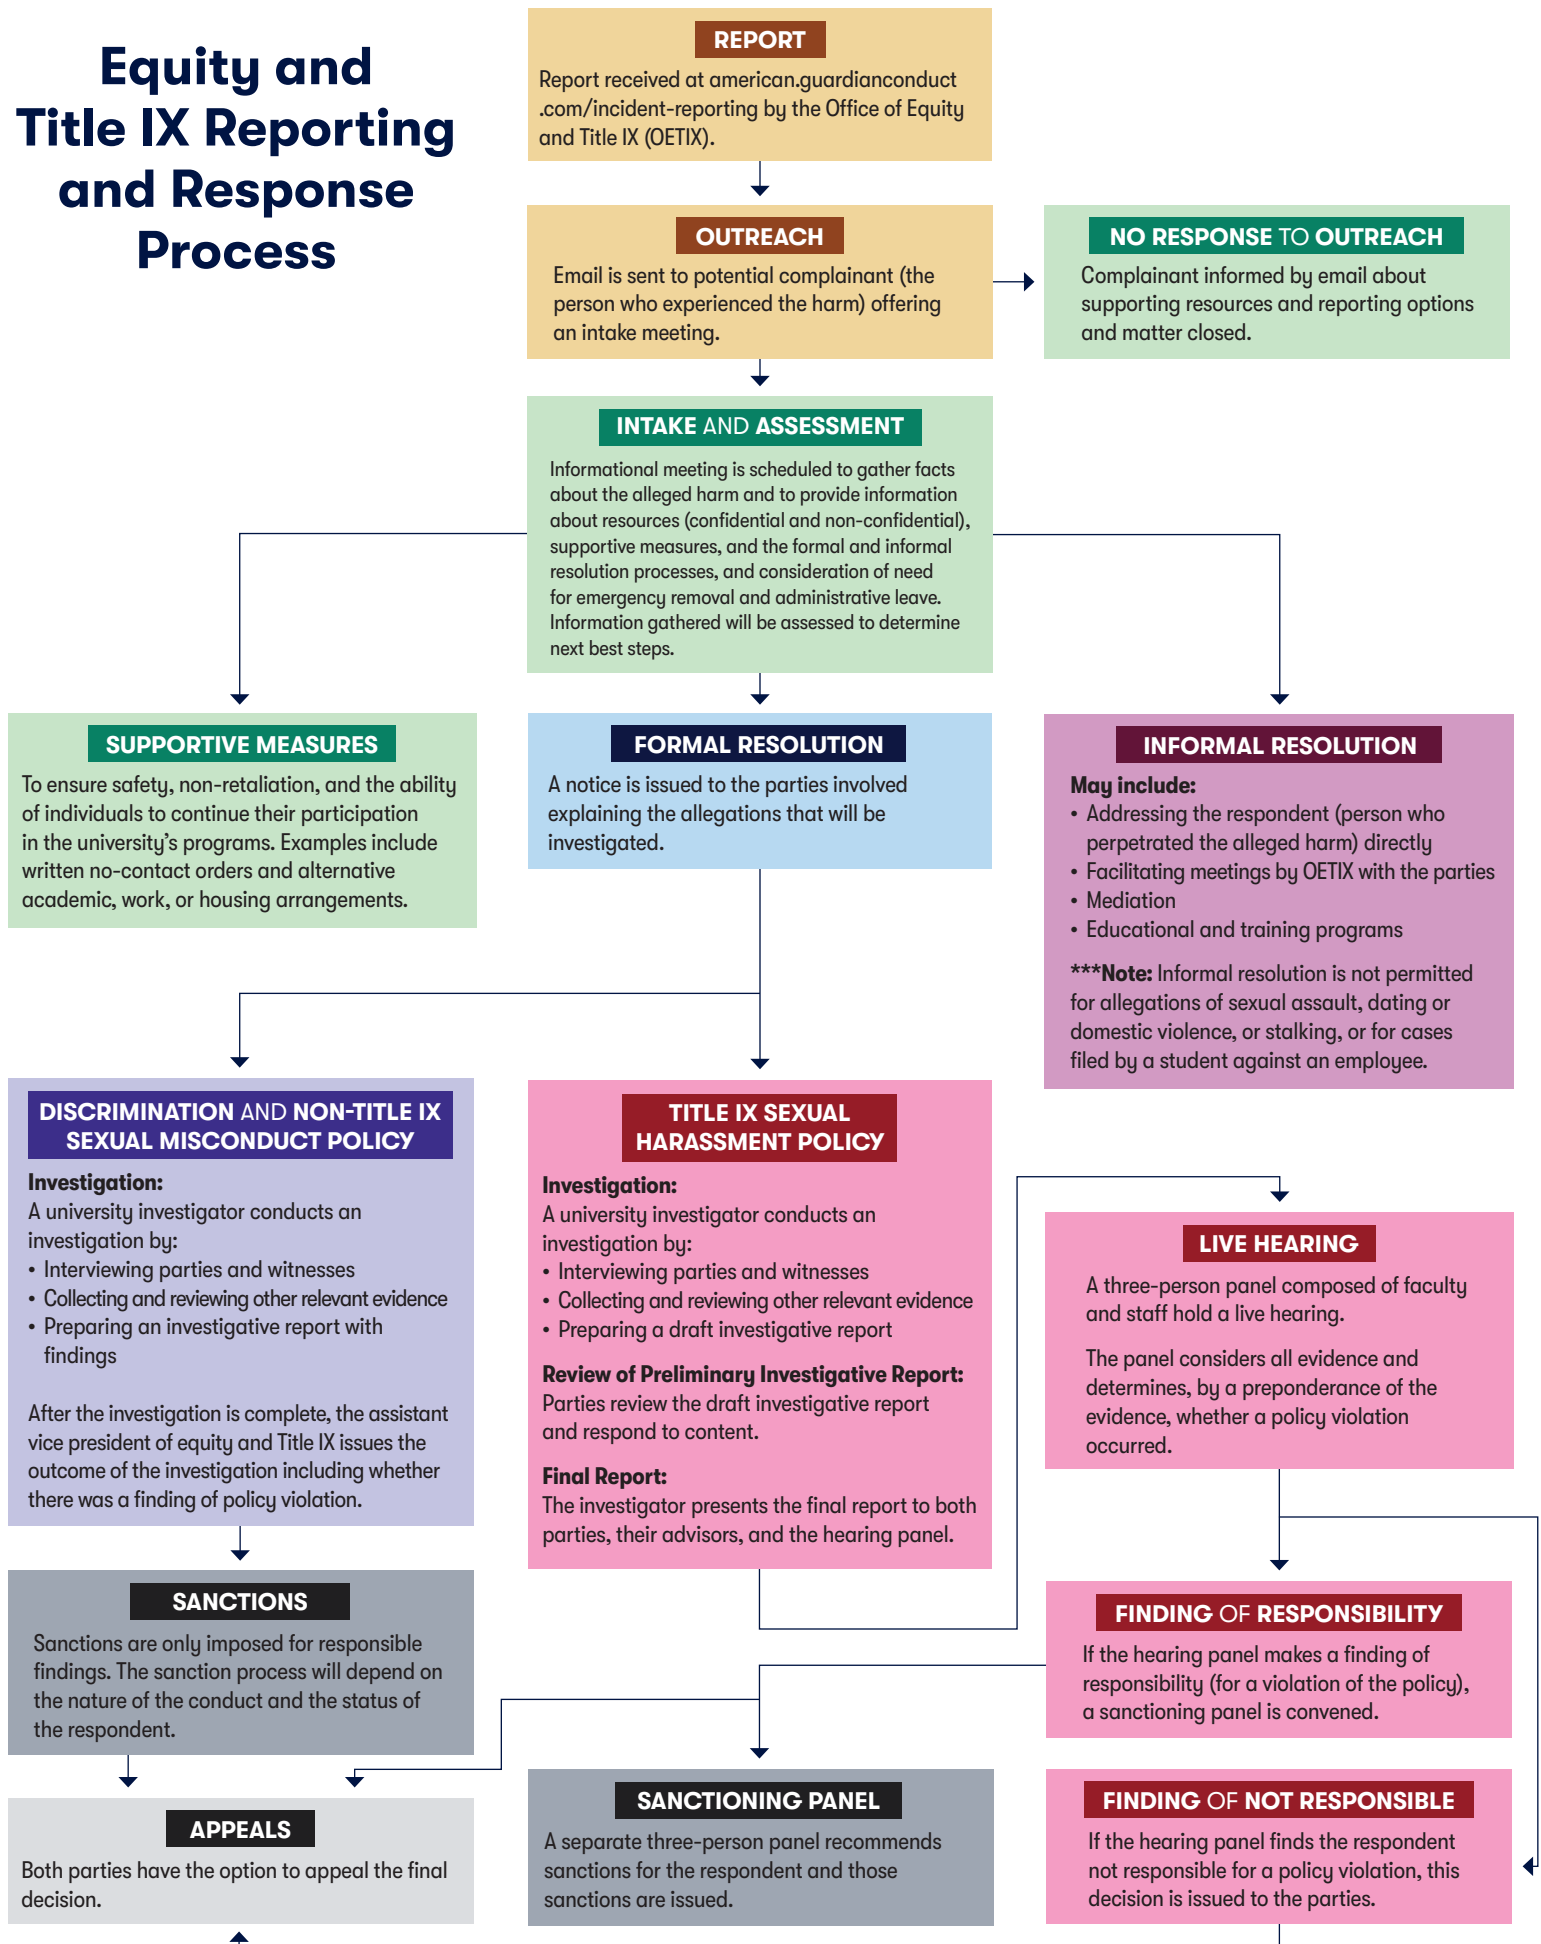 Equity and
Title IX Reporting
and Response
Process
REPORT
Report received at american.guardianconduct
.com/incident-reporting by the Office of Equity
and Title IX (OETIX).
OUTREACH
Email is sent to potential complainant (the
person who experienced the harm) offering
an intake meeting.
NO RESPONSE TO OUTREACH
Complainant informed by email about
supporting resources and reporting options
and matter closed.
INTAKE AND ASSESSMENT
Informational meeting is scheduled to gather facts
about the alleged harm and to provide information
about resources (confidential and non-confidential),
supportive measures, and the formal and informal
resolution processes, and consideration of need
for emergency removal and administrative leave.
Information gathered will be assessed to determine
next best steps.
SUPPORTIVE MEASURES
To ensure safety, non-retaliation, and the ability
of individuals to continue their participation
in the university's programs. Examples include
written no-contact orders and alternative
academic, work, or housing arrangements.
FORMAL RESOLUTION
A notice is issued to the parties involved
explaining the allegations that will be
investigated.
INFORMAL RESOLUTION
May include:
• Addressing the respondent (person who
perpetrated the alleged harm) directly
• Facilitating meetings by OETIX with the parties
• Mediation
• Educational and training programs
***Note: Informal resolution is not permitted
for allegations of sexual assault, dating or
domestic violence, or stalking, or for cases
filed by a student against an employee.
DISCRIMINATION AND NON-TITLE IX
SEXUAL MISCONDUCT POLICY
Investigation:
A university investigator conducts an
investigation by:
• Interviewing parties and witnesses
• Collecting and reviewing other relevant evidence
• Preparing an investigative report with
findings
After the investigation is complete, the assistant
vice president of equity and Title IX issues the
outcome of the investigation including whether
there was a finding of policy violation.
TITLE IX SEXUAL
HARASSMENT POLICY
Investigation:
A university investigator conducts an
investigation by:
• Interviewing parties and witnesses
• Collecting and reviewing other relevant evidence
• Preparing a draft investigative report
Review of Preliminary Investigative Report:
Parties review the draft investigative report
and respond to content.
Final Report:
The investigator presents the final report to both
parties, their advisors, and the hearing panel.
LIVE HEARING
A three-person panel composed of faculty
and staff hold a live hearing.
The panel considers all evidence and
determines, by a preponderance of the
evidence, whether a policy violation
occurred.
SANCTIONS
Sanctions are only imposed for responsible
findings. The sanction process will depend on
the nature of the conduct and the status of
the respondent.
FINDING OF RESPONSIBILITY
If the hearing panel makes a finding of
responsibility (for a violation of the policy),
a sanctioning panel is convened.
APPEALS
Both parties have the option to appeal the final
decision.
SANCTIONING PANEL
A separate three-person panel recommends
sanctions for the respondent and those
sanctions are issued.
FINDING OF NOT RESPONSIBLE
If the hearing panel finds the respondent
not responsible for a policy violation, this
decision is issued to the parties.